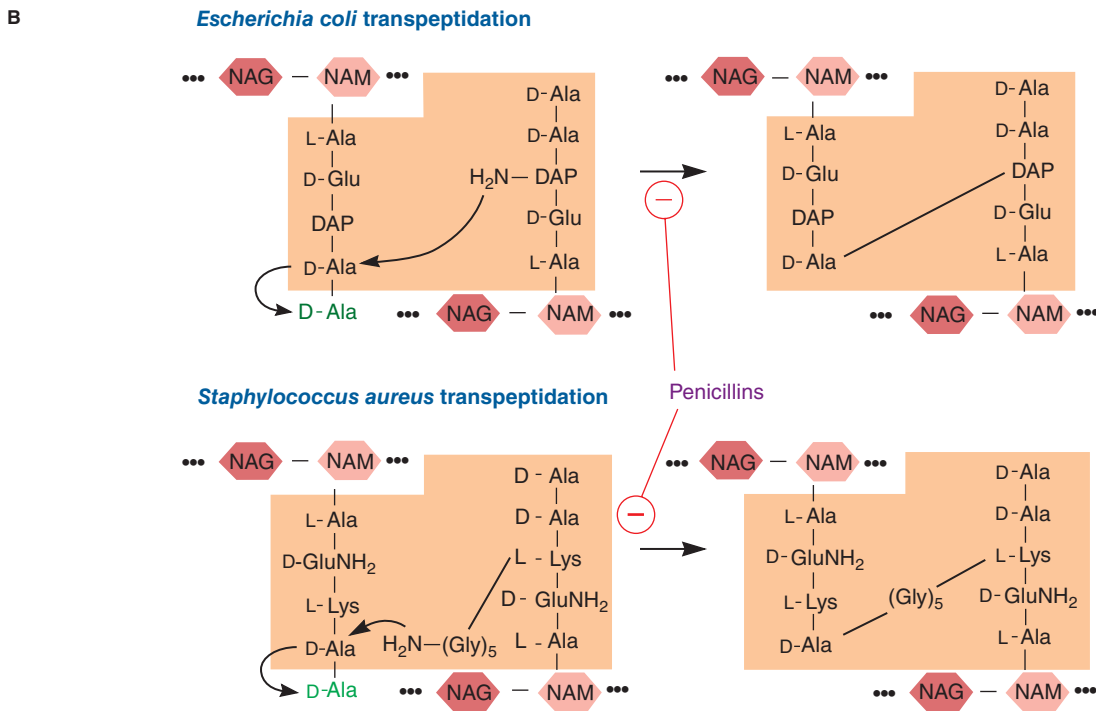 B
Escherichia coli transpeptidation
••• NAG — NAM •••
L-Ala
D-Glu
DAP
D-Ala
D-Ala
D-Ala
D-Ala
H₂N— DAP
D-Glu
L-Ala
••• NAG — NAM •••
••• NAG — NAM •••
L-Ala
D-Glu
DAP
D-Ala
D-Ala
D-Ala
DAP
D-Glu
L-Ala
••• NAG — NAM •••
−
Penicillins
−
Staphylococcus aureus transpeptidation
••• NAG — NAM •••
L-Ala
D-GluNH₂
L-Lys
D-Ala
D-Ala
D - Ala
D - Ala
L - Lys
D - GluNH₂
L - Ala
H₂N—(Gly)₅
••• NAG — NAM •••
••• NAG — NAM •••
L-Ala
D-GluNH₂
L-Lys
D-Ala
(Gly)₅
D-Ala
D-Ala
L-Lys
D-GluNH₂
L-Ala
NAG — NAM •••